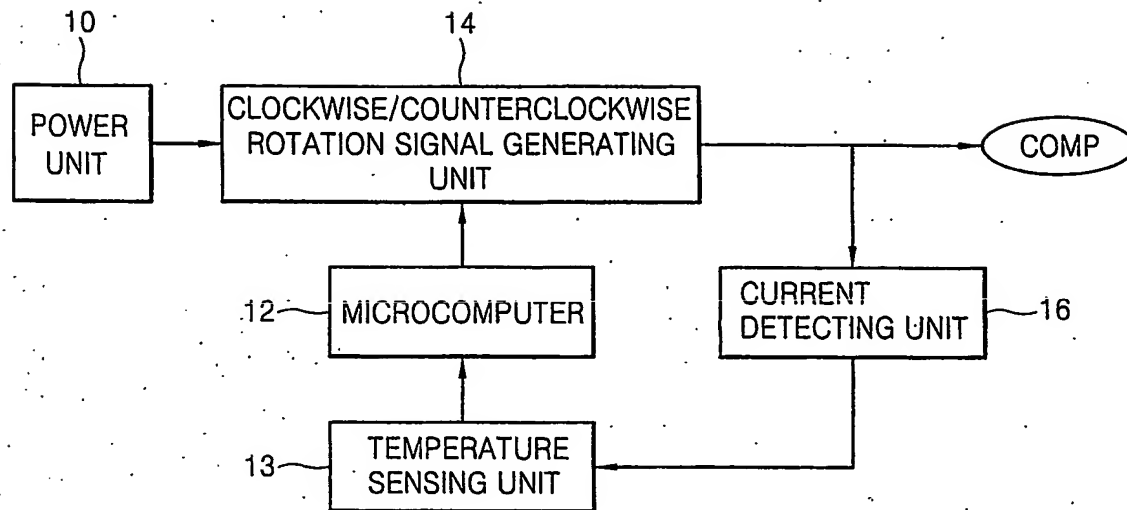 10
14
POWER
UNIT
CLOCKWISE/COUNTERCLOCKWISE
ROTATION SIGNAL GENERATING
UNIT
COMP
12
MICROCOMPUTER
CURRENT
DETECTING UNIT
16
13
TEMPERATURE
SENSING UNIT